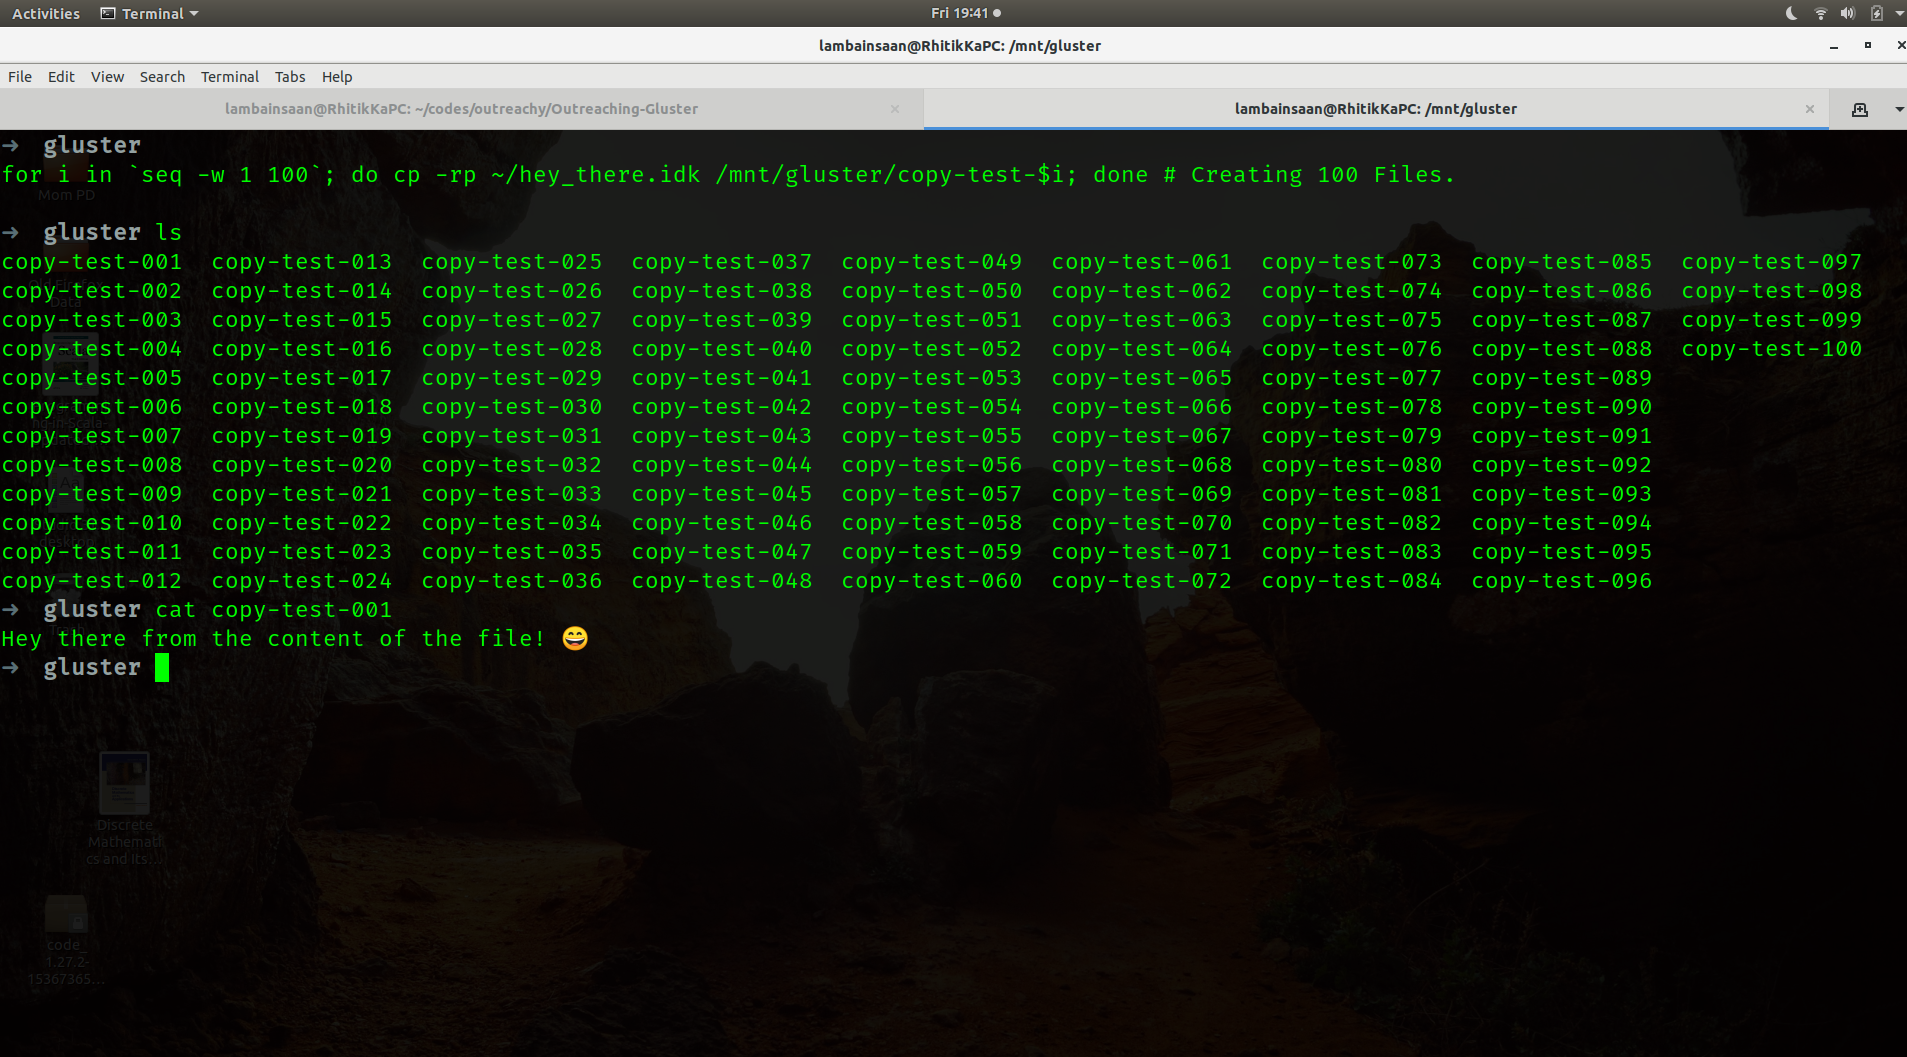 Activities Terminal Fri 19:41
lambainsaan@RhitikKaPC: /mnt/gluster
File Edit View Search Terminal Tabs Help
lambainsaan@RhitikKaPC: ~/codes/outreachy/Outreaching-Gluster × lambainsaan@RhitikKaPC: /mnt/gluster ×
→ gluster
for i in `seq -w 1 100`; do cp -rp ~/hey_there.idk /mnt/gluster/copy-test-$i; done # Creating 100 Files.
→ gluster ls
copy-test-001 copy-test-013 copy-test-025 copy-test-037 copy-test-049 copy-test-061 copy-test-073 copy-test-085 copy-test-097
copy-test-002 copy-test-014 copy-test-026 copy-test-038 copy-test-050 copy-test-062 copy-test-074 copy-test-086 copy-test-098
copy-test-003 copy-test-015 copy-test-027 copy-test-039 copy-test-051 copy-test-063 copy-test-075 copy-test-087 copy-test-099
copy-test-004 copy-test-016 copy-test-028 copy-test-040 copy-test-052 copy-test-064 copy-test-076 copy-test-088 copy-test-100
copy-test-005 copy-test-017 copy-test-029 copy-test-041 copy-test-053 copy-test-065 copy-test-077 copy-test-089
copy-test-006 copy-test-018 copy-test-030 copy-test-042 copy-test-054 copy-test-066 copy-test-078 copy-test-090
copy-test-007 copy-test-019 copy-test-031 copy-test-043 copy-test-055 copy-test-067 copy-test-079 copy-test-091
copy-test-008 copy-test-020 copy-test-032 copy-test-044 copy-test-056 copy-test-068 copy-test-080 copy-test-092
copy-test-009 copy-test-021 copy-test-033 copy-test-045 copy-test-057 copy-test-069 copy-test-081 copy-test-093
copy-test-010 copy-test-022 copy-test-034 copy-test-046 copy-test-058 copy-test-070 copy-test-082 copy-test-094
copy-test-011 copy-test-023 copy-test-035 copy-test-047 copy-test-059 copy-test-071 copy-test-083 copy-test-095
copy-test-012 copy-test-024 copy-test-036 copy-test-048 copy-test-060 copy-test-072 copy-test-084 copy-test-096
→ gluster cat copy-test-001
Hey there from the content of the file! 😄
→ gluster
Mom PD
Data
Discrete
Mathemati
cs and Its...
code_
1.27.2-
15367365...